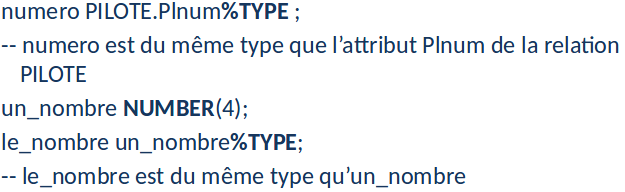 numero PILOTE.Plnum%TYPE ;
-- numero est du même type que l’attribut Plnum de la relation
PILOTE
un_nombre NUMBER(4);
le_nombre un_nombre%TYPE;
-- le_nombre est du même type qu’un_nombre